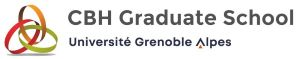 CBH Graduate School
Université Grenoble Alpes